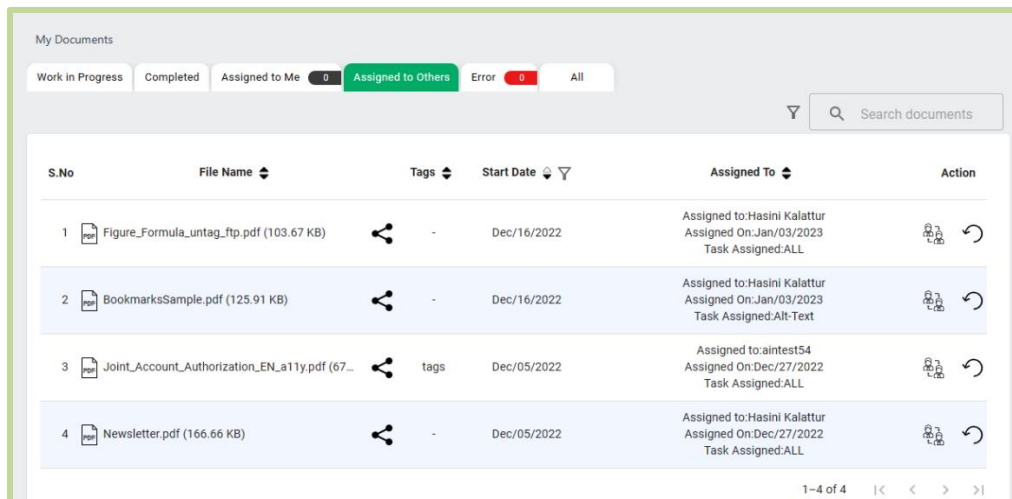 My Documents
Work in Progress Completed Assigned to Me 0 Assigned to Others Error 0 All
Search documents
S.No File Name Tags Start Date Assigned To Action
Assigned to:Hasini Kalattur
1 PDF Figure_Formula_untag_ftp.pdf (103.67 KB) - Dec/16/2022 Assigned On:Jan/03/2023
Task Assigned:ALL
Assigned to:Hasini Kalattur
2 PDF BookmarksSample.pdf (125.91 KB) - Dec/16/2022 Assigned On:Jan/03/2023
Task Assigned:Alt-Text
Assigned to:aintest54
3 PDF Joint_Account_Authorization_EN_a11y.pdf (67... tags Dec/05/2022 Assigned On:Dec/27/2022
Task Assigned:ALL
Assigned to:Hasini Kalattur
4 PDF Newsletter.pdf (166.66 KB) - Dec/05/2022 Assigned On:Dec/27/2022
Task Assigned:ALL
1–4 of 4